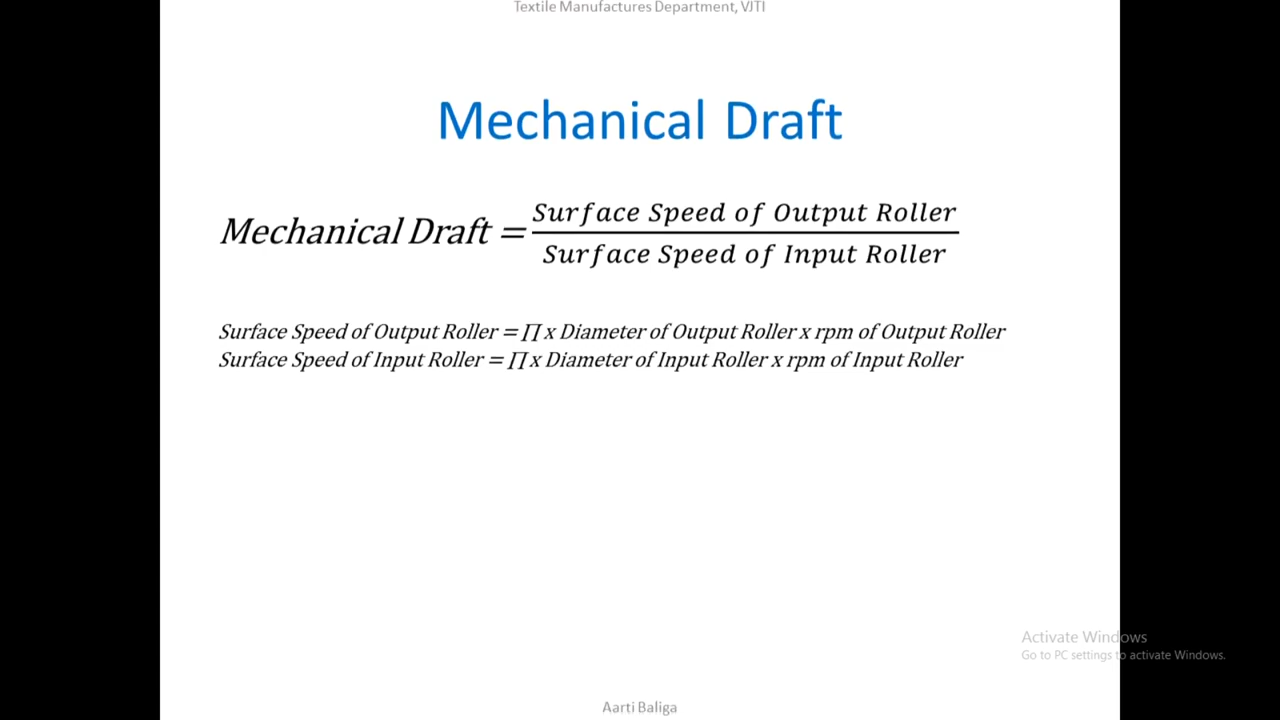 Textile Manufactures Department, VJTI
Mechanical Draft
Mechanical Draft = Surface Speed of Output Roller
Surface Speed of Input Roller
Surface Speed of Output Roller = ∏ x Diameter of Output Roller x rpm of Output Roller
Surface Speed of Input Roller = ∏ x Diameter of Input Roller x rpm of Input Roller
Activate Windows
Go to PC settings to activate Windows.
Aarti Baliga